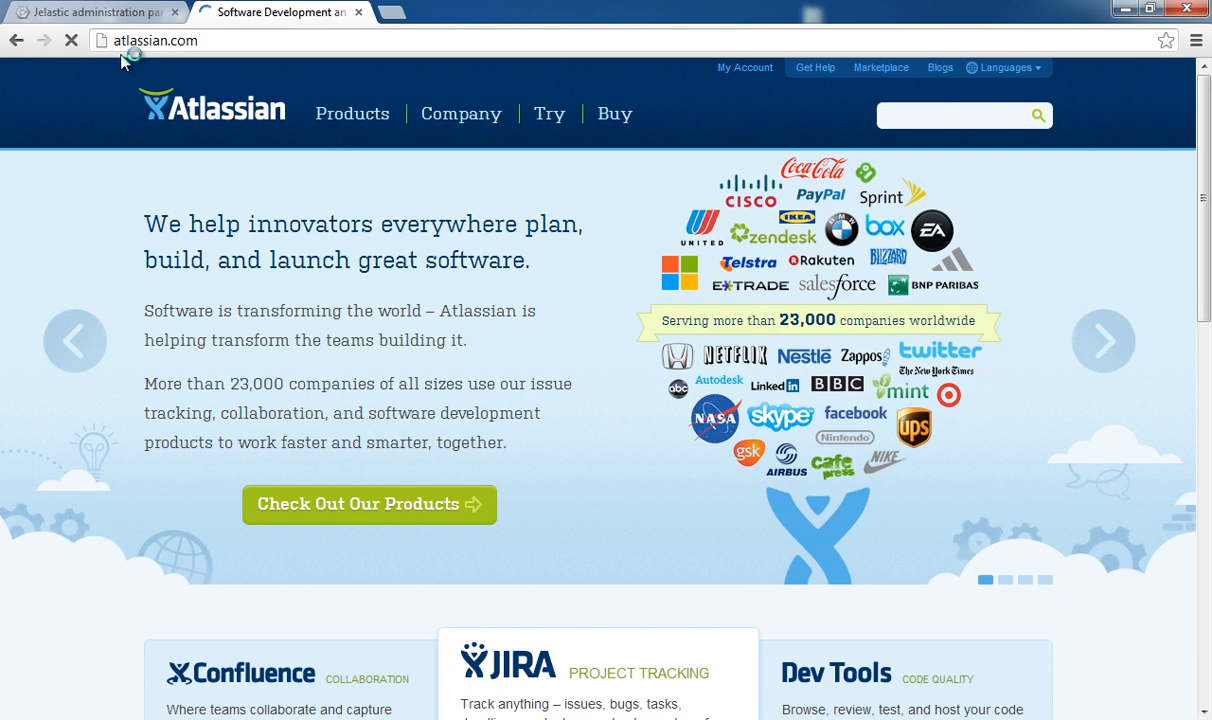 Jelastic administration pa
Software Development an
atlassian.com
My Account
Get Help
Marketplace
Blogs
Languages
Atlassian
Products
Company
Try
Buy
We help innovators everywhere plan,
build, and launch great software.
Software is transforming the world – Atlassian is
helping transform the teams building it.
More than 23,000 companies of all sizes use our issue
tracking, collaboration, and software development
products to work faster and smarter, together.
Check Out Our Products
Coca-Cola
CISCO
PayPal
Sprint
UNITED
IKEA
zendesk
BMW
box
EA
Telstra
Rakuten
BLIZZARD
E*TRADE
salesforce
BNP PARIBAS
Serving more than 23,000 companies worldwide
NETFLIX
Nestlé
Zappos
twitter
The New York Times
abc
Autodesk
Linked in
BBC
mint
NASA
skype
facebook
ups
Nintendo
gsk
AIRBUS
cafe
press
NIKE
Confluence COLLABORATION
Where teams collaborate and capture
JIRA PROJECT TRACKING
Track anything – issues, bugs, tasks,
Dev Tools CODE QUALITY
Browse, review, test, and host your code